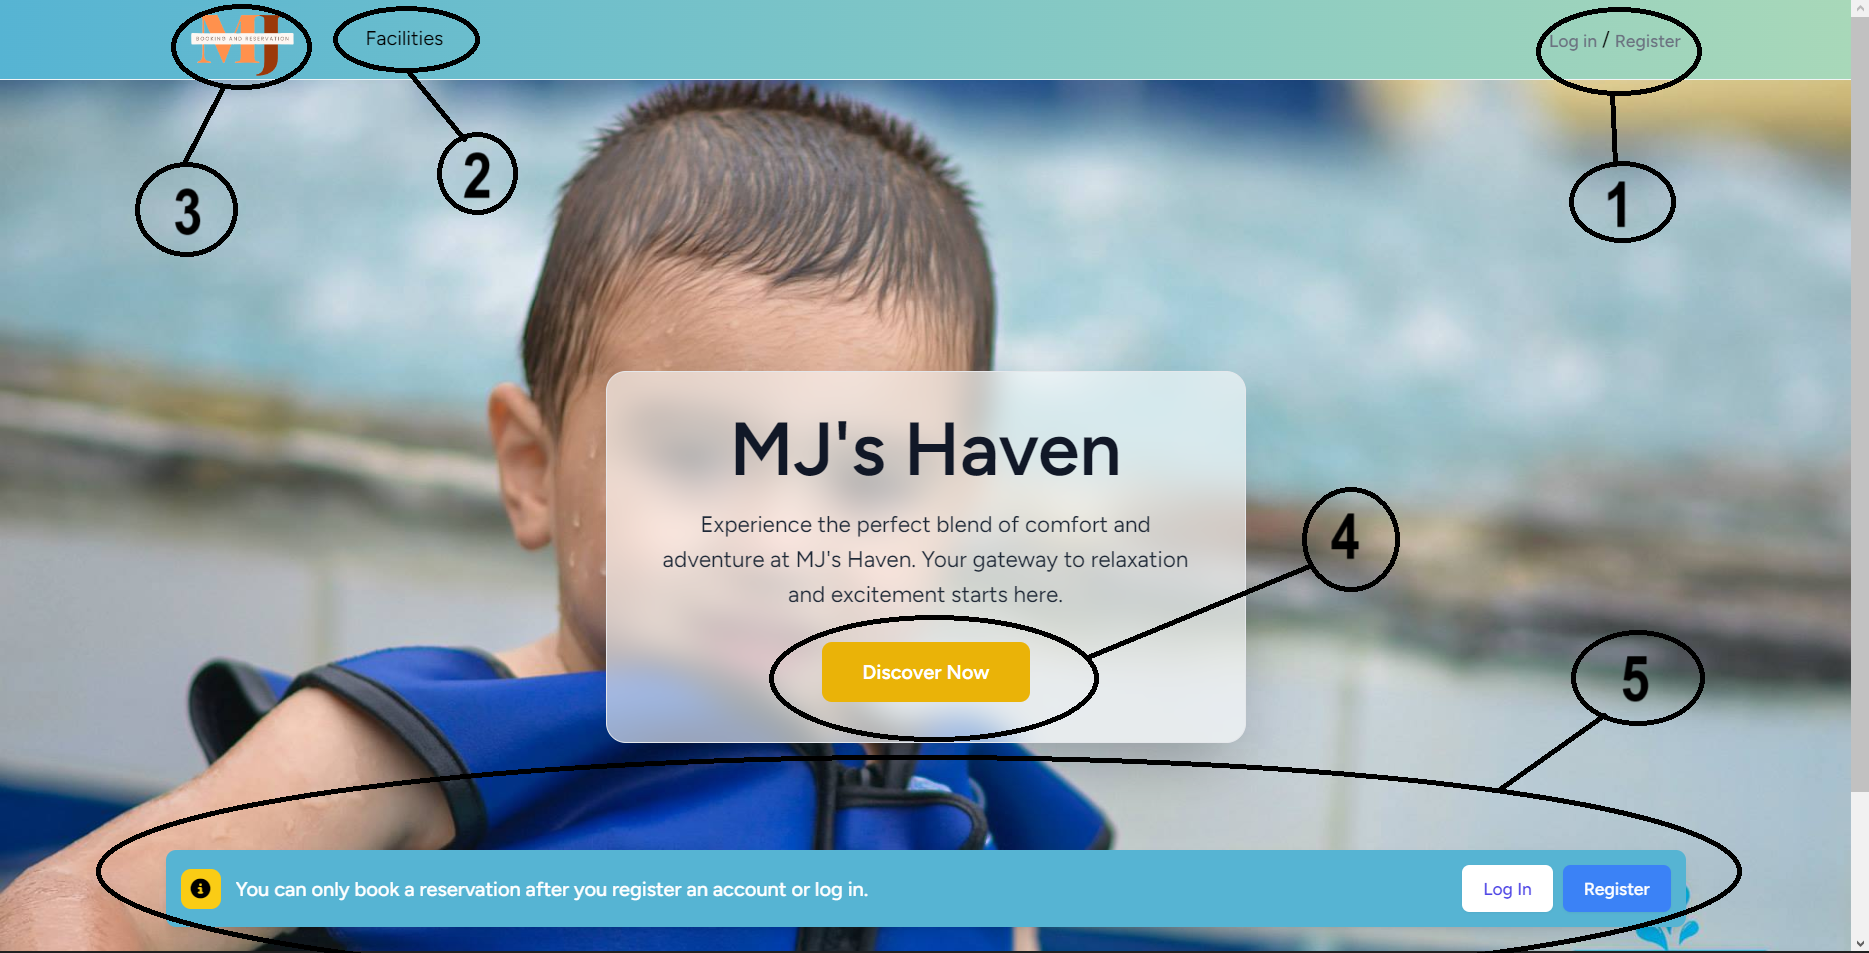 MJ
BOOKING AND RESERVATION
Facilities
Log in / Register
3
2
1
MJ's Haven
Experience the perfect blend of comfort and
adventure at MJ's Haven. Your gateway to relaxation
and excitement starts here.
4
Discover Now
5
You can only book a reservation after you register an account or log in.
Log In
Register